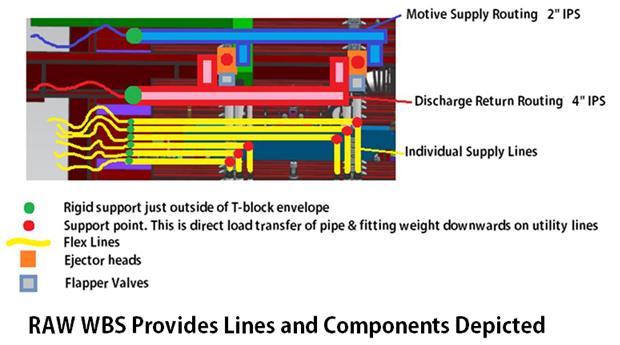 Motive Supply Routing 2" IPS
Discharge Return Routing 4" IPS
Individual Supply Lines
Rigid support just outside of T-block envelope
Support point. This is direct load transfer of pipe & fitting weight downwards on utility lines
Flex Lines
Ejector heads
Flapper Valves
RAW WBS Provides Lines and Components Depicted